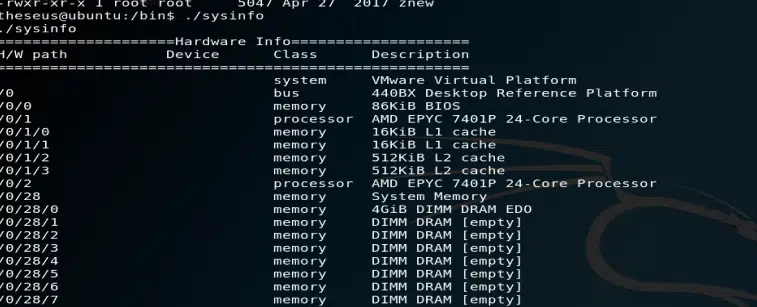 -rwxr-xr-x 1 root root     5047 Apr 27  2017 znew
theseus@ubuntu:/bin$ ./sysinfo
./sysinfo
====================Hardware Info====================
H/W path           Device      Class      Description
=====================================================
                               system     VMware Virtual Platform
/0                             bus        440BX Desktop Reference Platform
/0/0                           memory     86KiB BIOS
/0/1                           processor  AMD EPYC 7401P 24-Core Processor
/0/1/0                         memory     16KiB L1 cache
/0/1/1                         memory     16KiB L1 cache
/0/1/2                         memory     512KiB L2 cache
/0/1/3                         memory     512KiB L2 cache
/0/2                           processor  AMD EPYC 7401P 24-Core Processor
/0/28                          memory     System Memory
/0/28/0                        memory     4GiB DIMM DRAM EDO
/0/28/1                        memory     DIMM DRAM [empty]
/0/28/2                        memory     DIMM DRAM [empty]
/0/28/3                        memory     DIMM DRAM [empty]
/0/28/4                        memory     DIMM DRAM [empty]
/0/28/5                        memory     DIMM DRAM [empty]
/0/28/6                        memory     DIMM DRAM [empty]
/0/28/7                        memory     DIMM DRAM [empty]